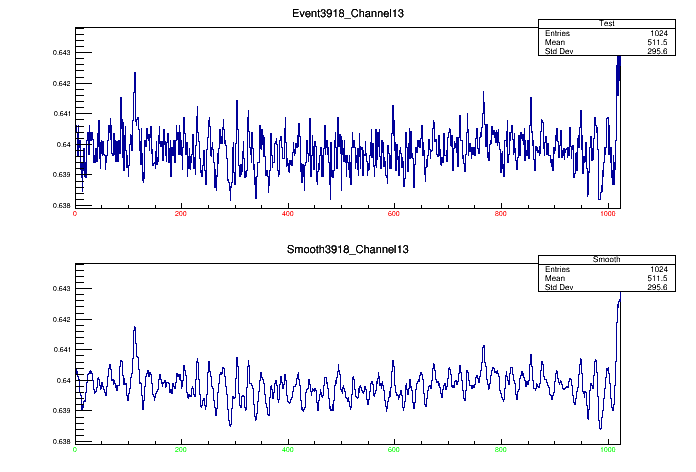 Event3918_Channel13
Test
Entries 1024
Mean 511.5
Std Dev 295.6
0.643
0.642
0.641
0.64
0.639
0.638
0 200 400 600 800 1000
Smooth3918_Channel13
Smooth
Entries 1024
Mean 511.5
Std Dev 295.6
0.643
0.642
0.641
0.64
0.639
0.638
0 200 400 600 800 1000